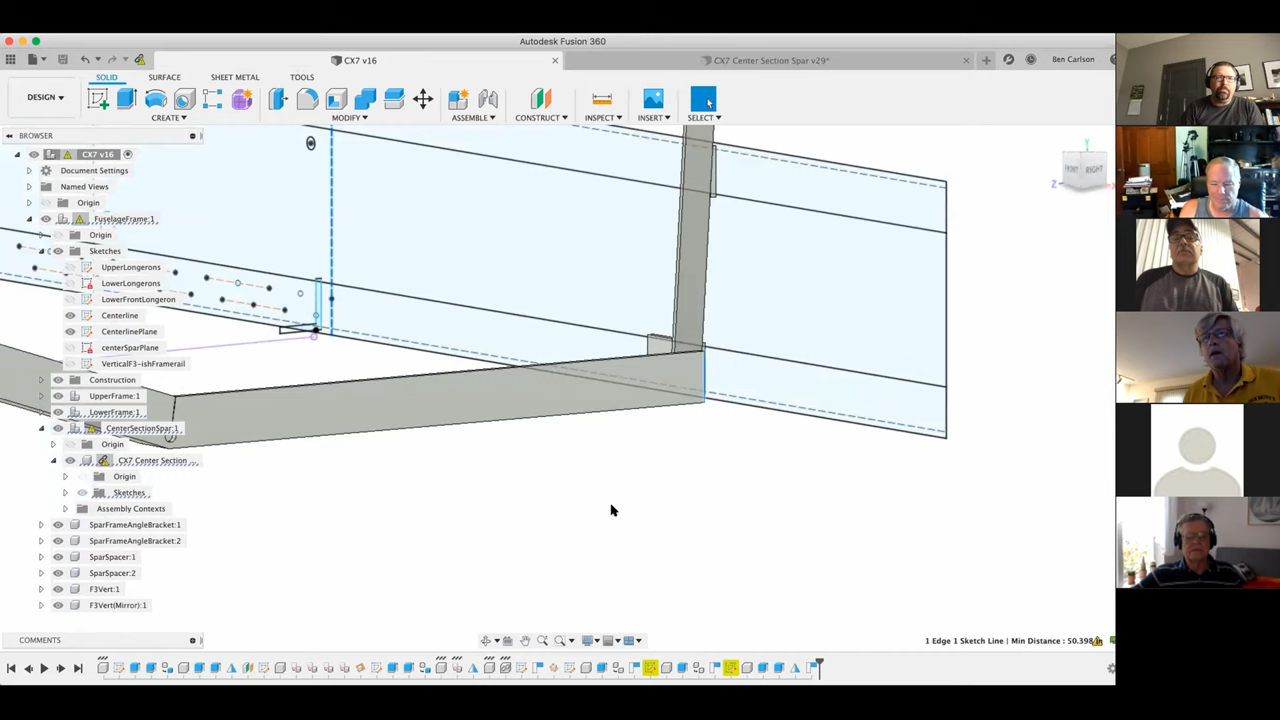 Autodesk Fusion 360
CX7 v16
CX7 Center Section Spar v29*
Ben Carlson
DESIGN
SOLID
SURFACE
SHEET METAL
TOOLS
CREATE
MODIFY
ASSEMBLE
CONSTRUCT
INSPECT
INSERT
SELECT
BROWSER
CX7 v16
Document Settings
Named Views
Origin
FuselageFrame:1
Origin
Sketches
UpperLongerons
LowerLongerons
LowerFrontLongeron
Centerline
CenterlinePlane
centerSparPlane
VerticalF3-ishFramerail
Construction
UpperFrame:1
LowerFrame:1
CenterSectionSpar:1
Origin
CX7 Center Section ...
Origin
Sketches
Assembly Contexts
SparFrameAngleBracket:1
SparFrameAngleBracket:2
SparSpacer:1
SparSpacer:2
F3Vert:1
F3Vert(Mirror):1
Y
FRONT
RIGHT
Z
COMMENTS
1 Edge 1 Sketch Line | Min Distance : 50.398 in